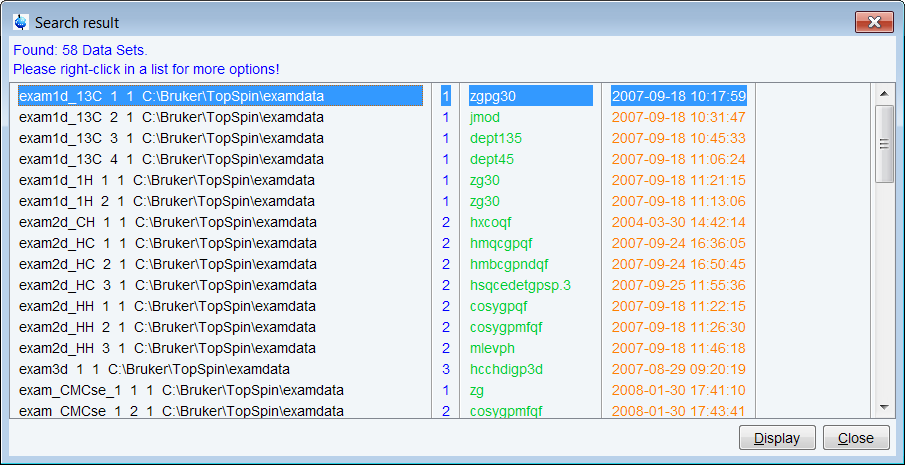 Search result
Found: 58 Data Sets.
Please right-click in a list for more options!
exam1d_13C 1 1 C:\Bruker\TopSpin\examdata 1 zgpg30 2007-09-18 10:17:59
exam1d_13C 2 1 C:\Bruker\TopSpin\examdata 1 jmod 2007-09-18 10:31:47
exam1d_13C 3 1 C:\Bruker\TopSpin\examdata 1 dept135 2007-09-18 10:45:33
exam1d_13C 4 1 C:\Bruker\TopSpin\examdata 1 dept45 2007-09-18 11:06:24
exam1d_1H 1 1 C:\Bruker\TopSpin\examdata 1 zg30 2007-09-18 11:21:15
exam1d_1H 2 1 C:\Bruker\TopSpin\examdata 1 zg30 2007-09-18 11:13:06
exam2d_CH 1 1 C:\Bruker\TopSpin\examdata 2 hxcoqf 2004-03-30 14:42:14
exam2d_HC 1 1 C:\Bruker\TopSpin\examdata 2 hmqcgpqf 2007-09-24 16:36:05
exam2d_HC 2 1 C:\Bruker\TopSpin\examdata 2 hmbcgpndqf 2007-09-24 16:50:45
exam2d_HC 3 1 C:\Bruker\TopSpin\examdata 2 hsqcedetgpsp.3 2007-09-25 11:55:36
exam2d_HH 1 1 C:\Bruker\TopSpin\examdata 2 cosygpqf 2007-09-18 11:22:15
exam2d_HH 2 1 C:\Bruker\TopSpin\examdata 2 cosygpmfqf 2007-09-18 11:26:30
exam2d_HH 3 1 C:\Bruker\TopSpin\examdata 2 mlevph 2007-09-18 11:46:18
exam3d 1 1 C:\Bruker\TopSpin\examdata 3 hcchdigp3d 2007-08-29 09:20:19
exam_CMCse_1 1 1 C:\Bruker\TopSpin\examdata 1 zg 2008-01-30 17:41:10
exam_CMCse_1 2 1 C:\Bruker\TopSpin\examdata 2 cosygpmfqf 2008-01-30 17:43:41
Display Close